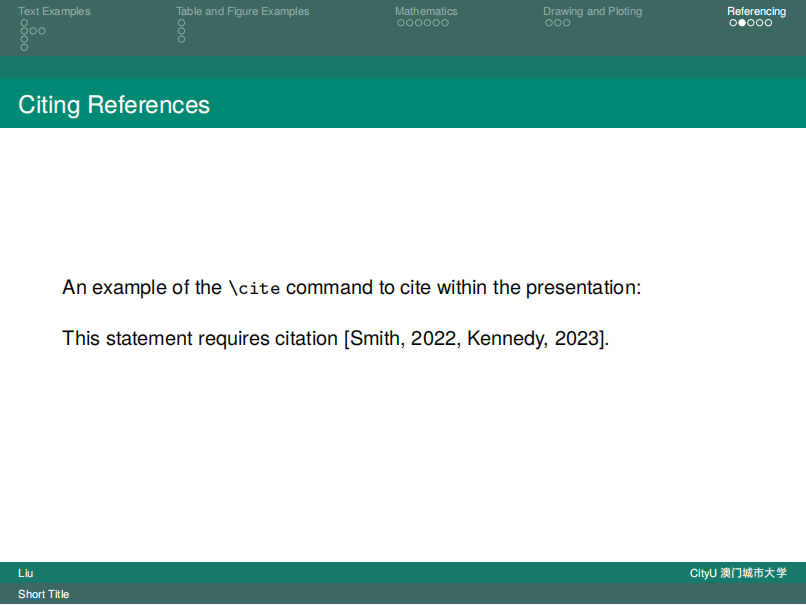 Text Examples
Table and Figure Examples
Mathematics
Drawing and Ploting
Referencing
Citing References
An example of the \cite command to cite within the presentation:
This statement requires citation [Smith, 2022, Kennedy, 2023].
Liu
CityU 澳门城市大学
Short Title